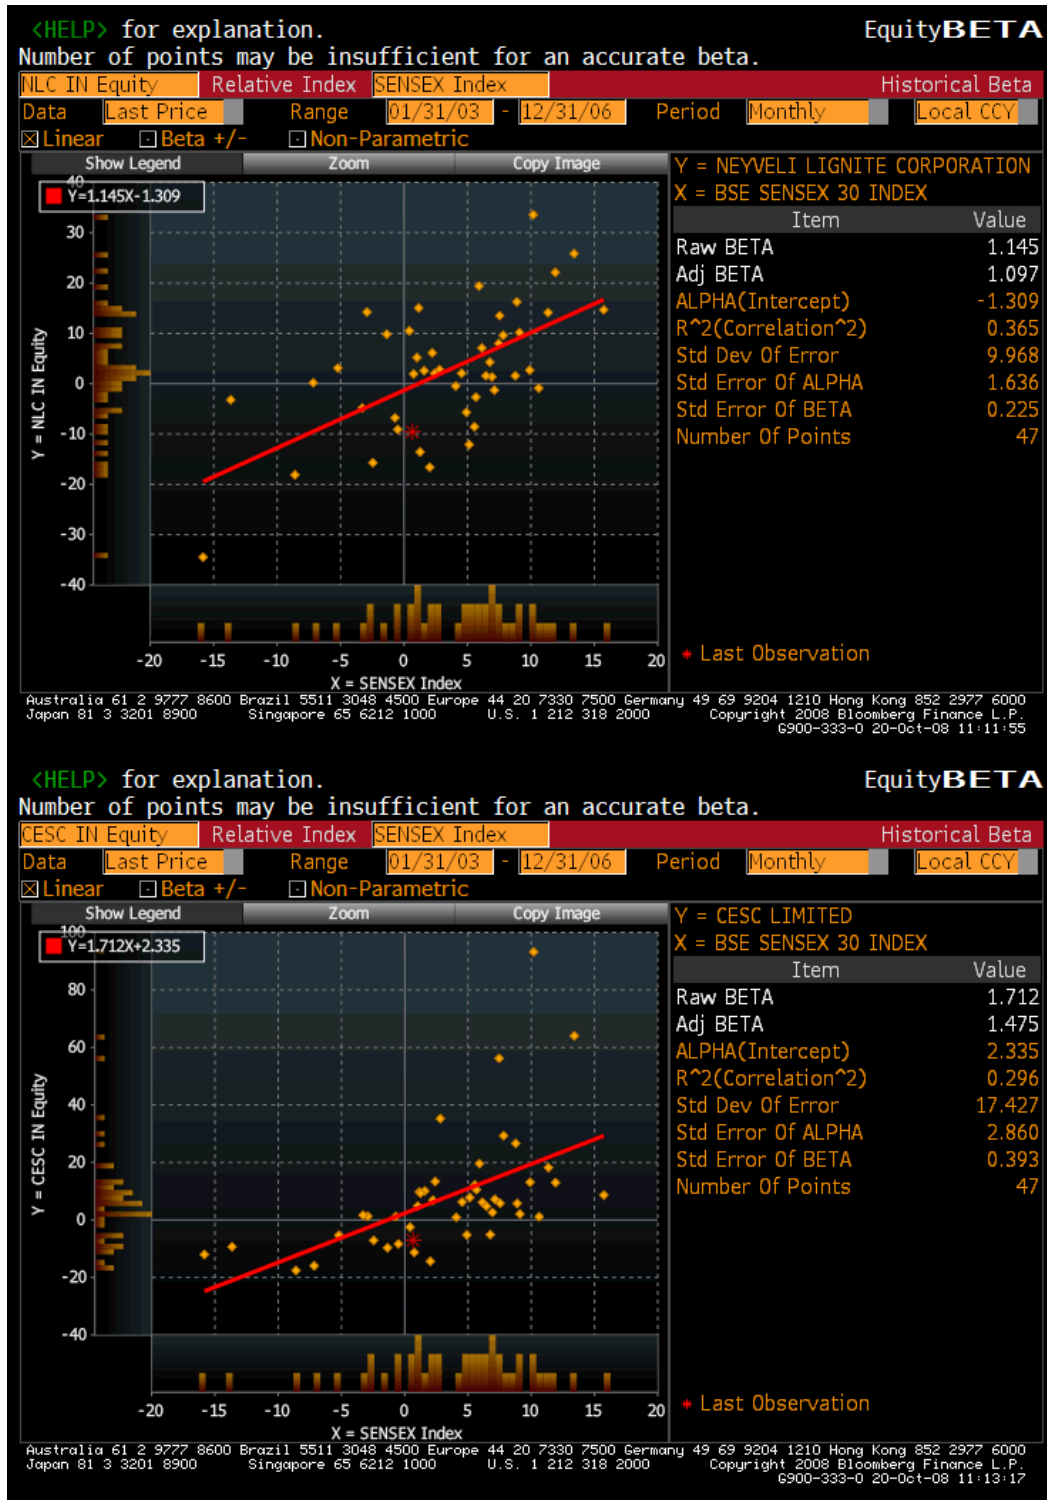 <HELP> for explanation. EquityBETA
Number of points may be insufficient for an accurate beta.
NLC IN Equity Relative Index SENSEX Index Historical Beta
Data Last Price Range 01/31/03 - 12/31/06 Period Monthly Local CCY
Linear Beta +/- Non-Parametric
Show Legend Zoom Copy Image
Y = NEYVELI LIGNITE CORPORATION
X = BSE SENSEX 30 INDEX
Item Value
Raw BETA 1.145
Adj BETA 1.097
ALPHA(Intercept) -1.309
R^2(Correlation^2) 0.365
Std Dev Of Error 9.968
Std Error Of ALPHA 1.636
Std Error Of BETA 0.225
Number Of Points 47
* Last Observation
Y=1.145X-1.309
Y = NLC IN Equity
40
30
20
10
0
-10
-20
-30
-40
-20 -15 -10 -5 0 5 10 15 20
X = SENSEX Index
Australia 61 2 9777 8600 Brazil 5511 3048 4500 Europe 44 20 7330 7500 Germany 49 69 9204 1210 Hong Kong 852 2977 6000
Japan 81 3 3201 8900 Singapore 65 6212 1000 U.S. 1 212 318 2000 Copyright 2008 Bloomberg Finance L.P.
G900-333-0 20-Oct-08 11:11:55
<HELP> for explanation. EquityBETA
Number of points may be insufficient for an accurate beta.
CESC IN Equity Relative Index SENSEX Index Historical Beta
Data Last Price Range 01/31/03 - 12/31/06 Period Monthly Local CCY
Linear Beta +/- Non-Parametric
Show Legend Zoom Copy Image
Y = CESC LIMITED
X = BSE SENSEX 30 INDEX
Item Value
Raw BETA 1.712
Adj BETA 1.475
ALPHA(Intercept) 2.335
R^2(Correlation^2) 0.296
Std Dev Of Error 17.427
Std Error Of ALPHA 2.860
Std Error Of BETA 0.393
Number Of Points 47
* Last Observation
Y=1.712X+2.335
Y = CESC IN Equity
100
80
60
40
20
0
-20
-40
-20 -15 -10 -5 0 5 10 15 20
X = SENSEX Index
Australia 61 2 9777 8600 Brazil 5511 3048 4500 Europe 44 20 7330 7500 Germany 49 69 9204 1210 Hong Kong 852 2977 6000
Japan 81 3 3201 8900 Singapore 65 6212 1000 U.S. 1 212 318 2000 Copyright 2008 Bloomberg Finance L.P.
G900-333-0 20-Oct-08 11:13:17